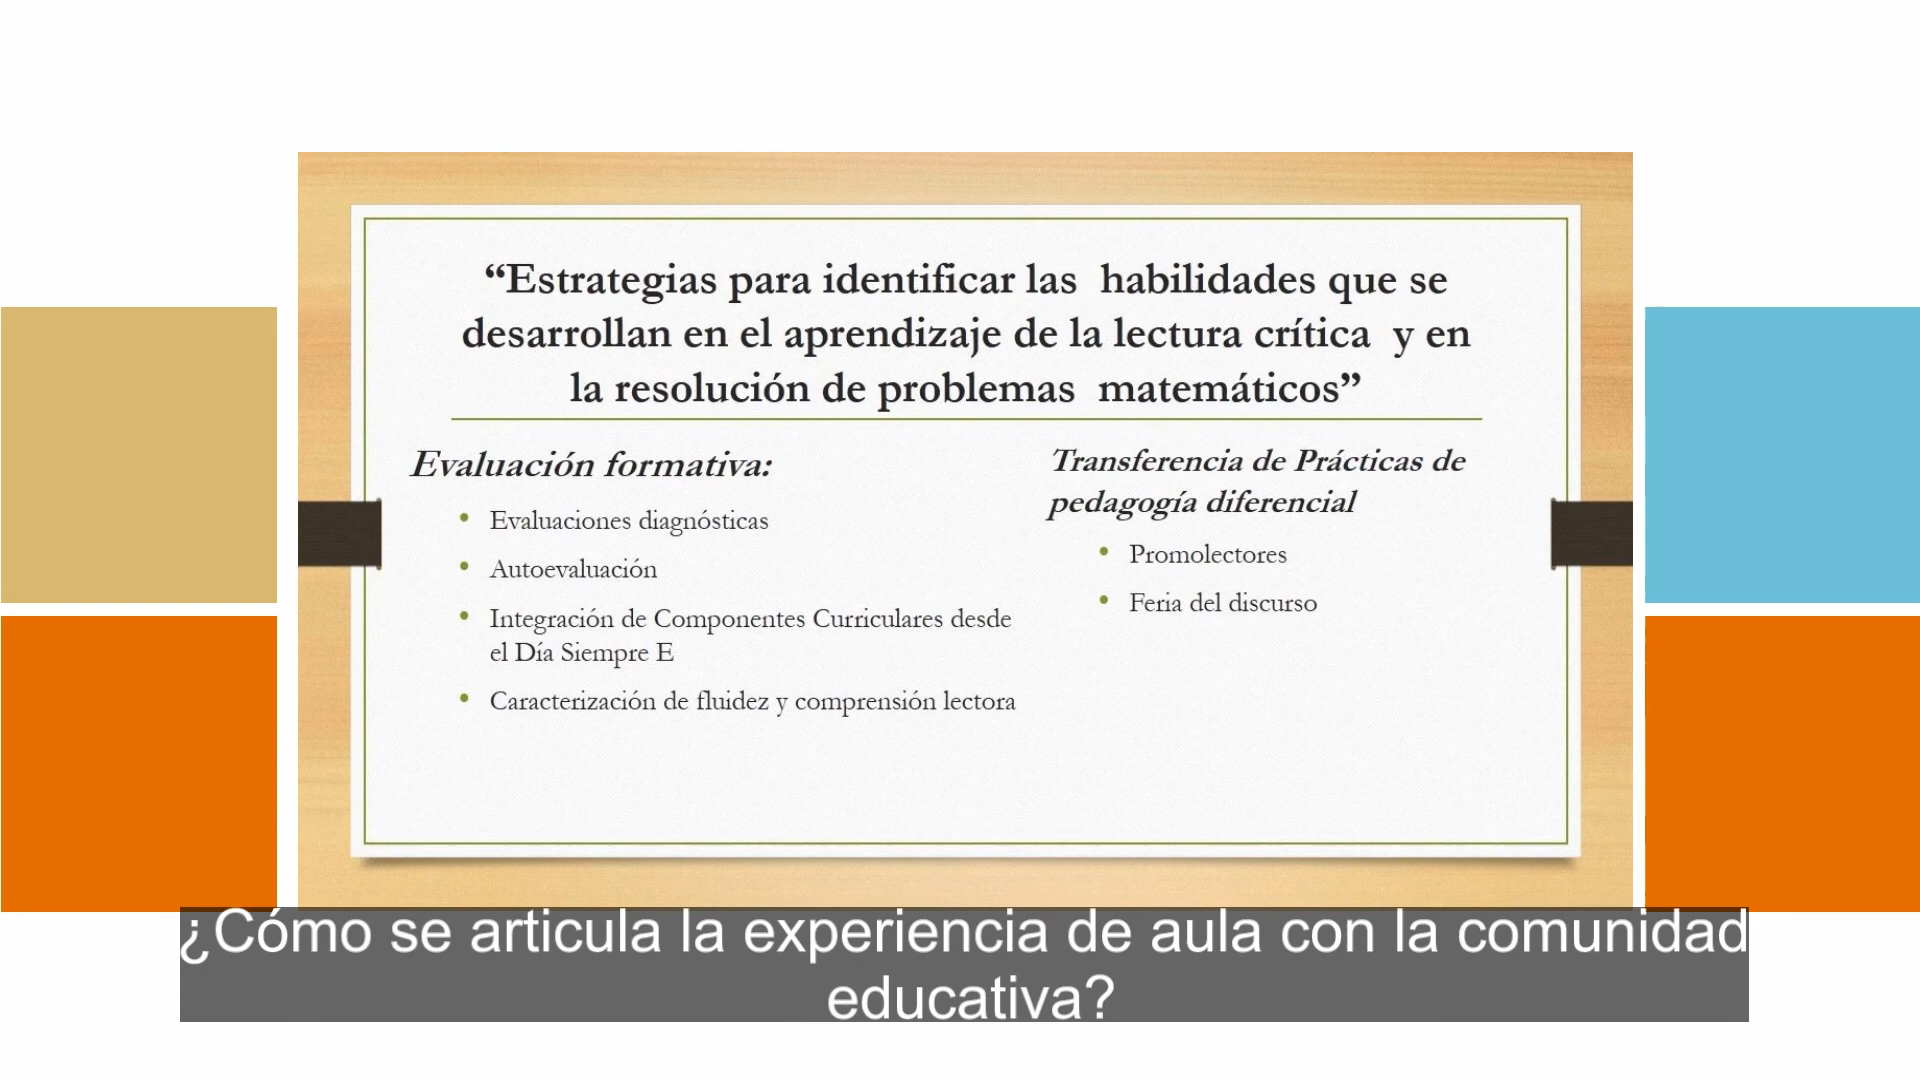 “Estrategias para identificar las habilidades que se
desarrollan en el aprendizaje de la lectura crítica y en
la resolución de problemas matemáticos”
Evaluación formativa:
• Evaluaciones diagnósticas
• Autoevaluación
• Integración de Componentes Curriculares desde
el Día Siempre E
• Caracterización de fluidez y comprensión lectora
Transferencia de Prácticas de
pedagogía diferencial
• Promolectores
• Feria del discurso
¿Cómo se articula la experiencia de aula con la comunidad
educativa?